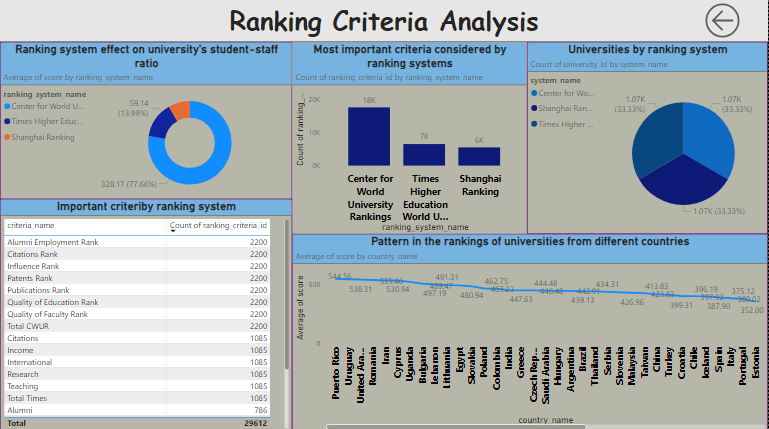 Ranking Criteria Analysis
Ranking system effect on university's student-staff
ratio
Average of score by ranking_system_name
ranking_system_name
Center for World U...
Times Higher Educ...
Shanghai Ranking
59.14
(13.99%)
328.17 (77.66%)
Most important criteria considered by
ranking systems
Count of ranking_criteria_id by ranking_system_name
Count of ranking_...
20K
10K
0K
18K
7K
6K
Center for
World
University
Rankings
Times
Higher
Education
World U...
Shanghai
Ranking
ranking_system_name
Universities by ranking system
Count of university_id by system_name
system_name
Center for Wo...
Shanghai Ran...
Times Higher ...
1.07K
(33.33%)
1.07K
(33.33%)
1.07K (33.33%)
Important criteriby ranking system
criteria_name Count of ranking_criteria_id
Alumni Employment Rank 2200
Citations Rank 2200
Influence Rank 2200
Patents Rank 2200
Publications Rank 2200
Quality of Education Rank 2200
Quality of Faculty Rank 2200
Total CWUR 2200
Citations 1085
Income 1085
International 1085
Research 1085
Teaching 1085
Total Times 1085
Alumni 786
Total 29612
Pattern in the rankings of universities from different countries
Average of score by country_name
Average of score
500
0
544.56
538.31
530.94
497.19
491.31
480.94
462.75
447.63
444.48
439.13
434.31
426.96
413.83
399.31
396.19
387.90
375.12
352.00
Puerto Rico
Uruguay
United Ara...
Romania
Iran
Cyprus
Uganda
Bulgaria
Lebanon
Lithuania
Egypt
Slovakia
Poland
Colombia
India
Greece
Czech Rep...
Saudi Arabia
Hungary
Argentina
Brazil
Thailand
Serbia
Slovenia
Malaysia
Taiwan
China
Turkey
Croatia
Chile
Iceland
Spain
Italy
Portugal
Estonia
country_name